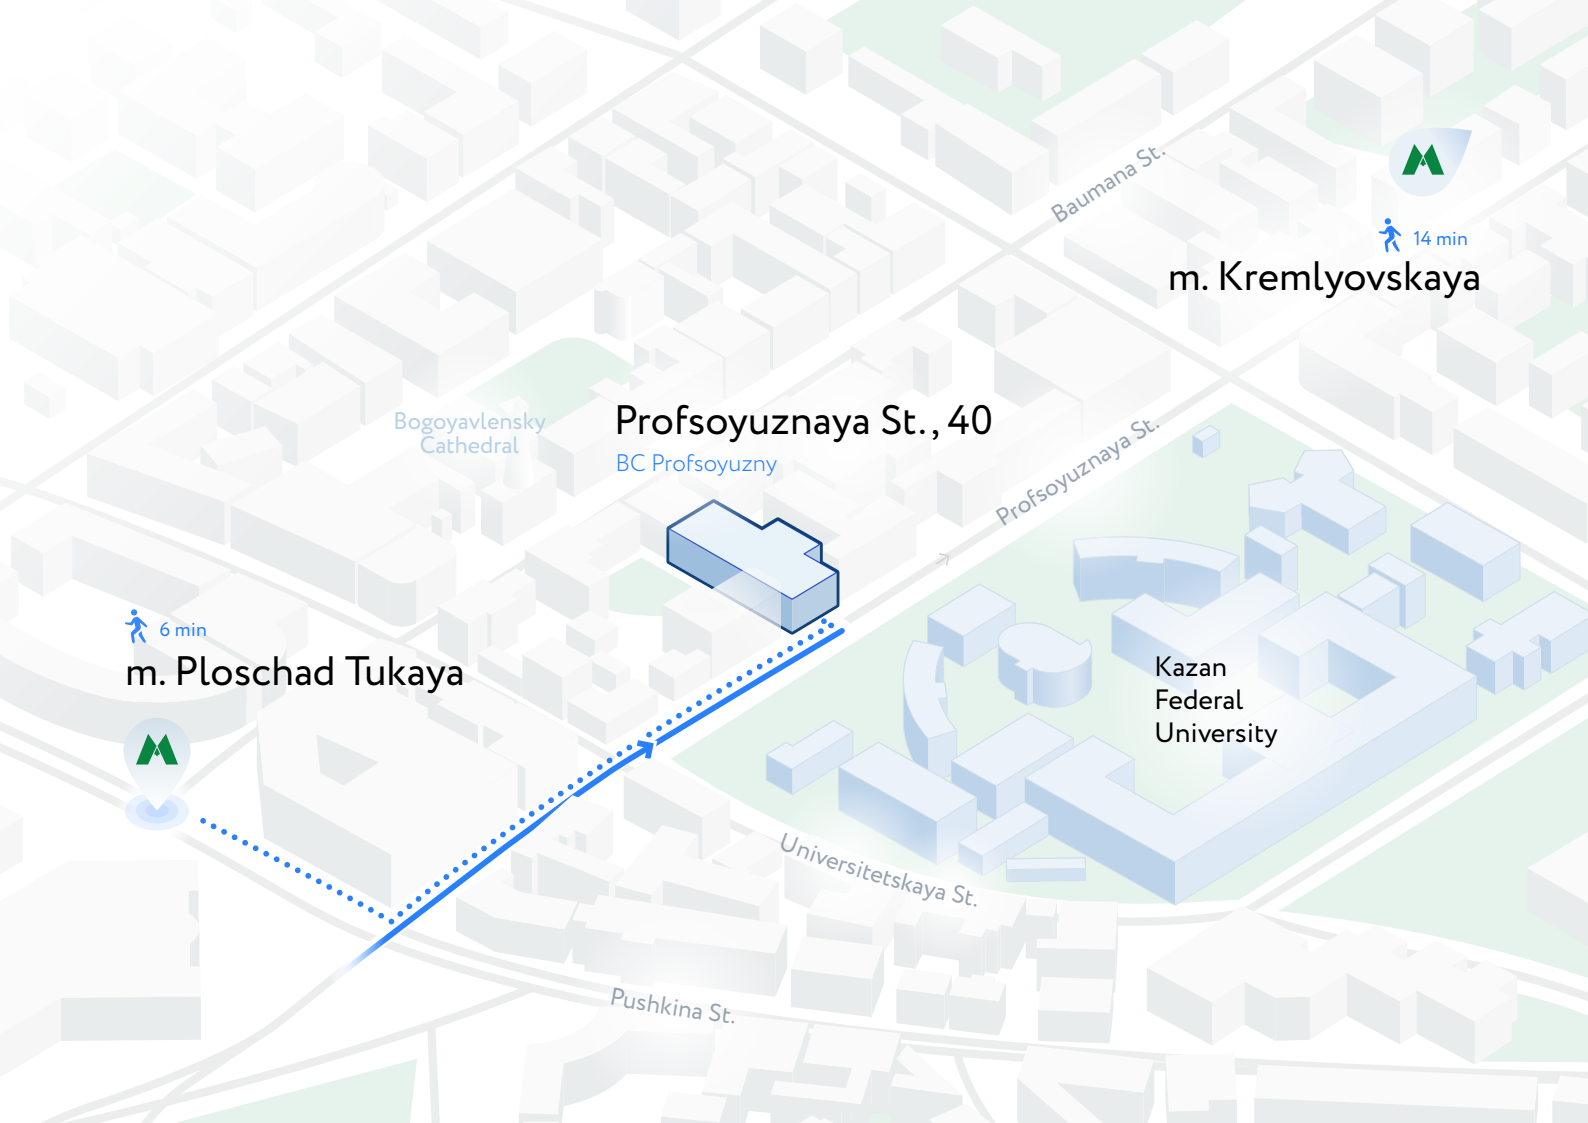 Baumana St.
14 min
m. Kremlyovskaya
Bogoyavlensky
Cathedral
Profsoyuznaya St., 40
BC Profsoyuzny
Profsoyuznaya St.
6 min
m. Ploschad Tukaya
Kazan
Federal
University
Universitetskaya St.
Pushkina St.